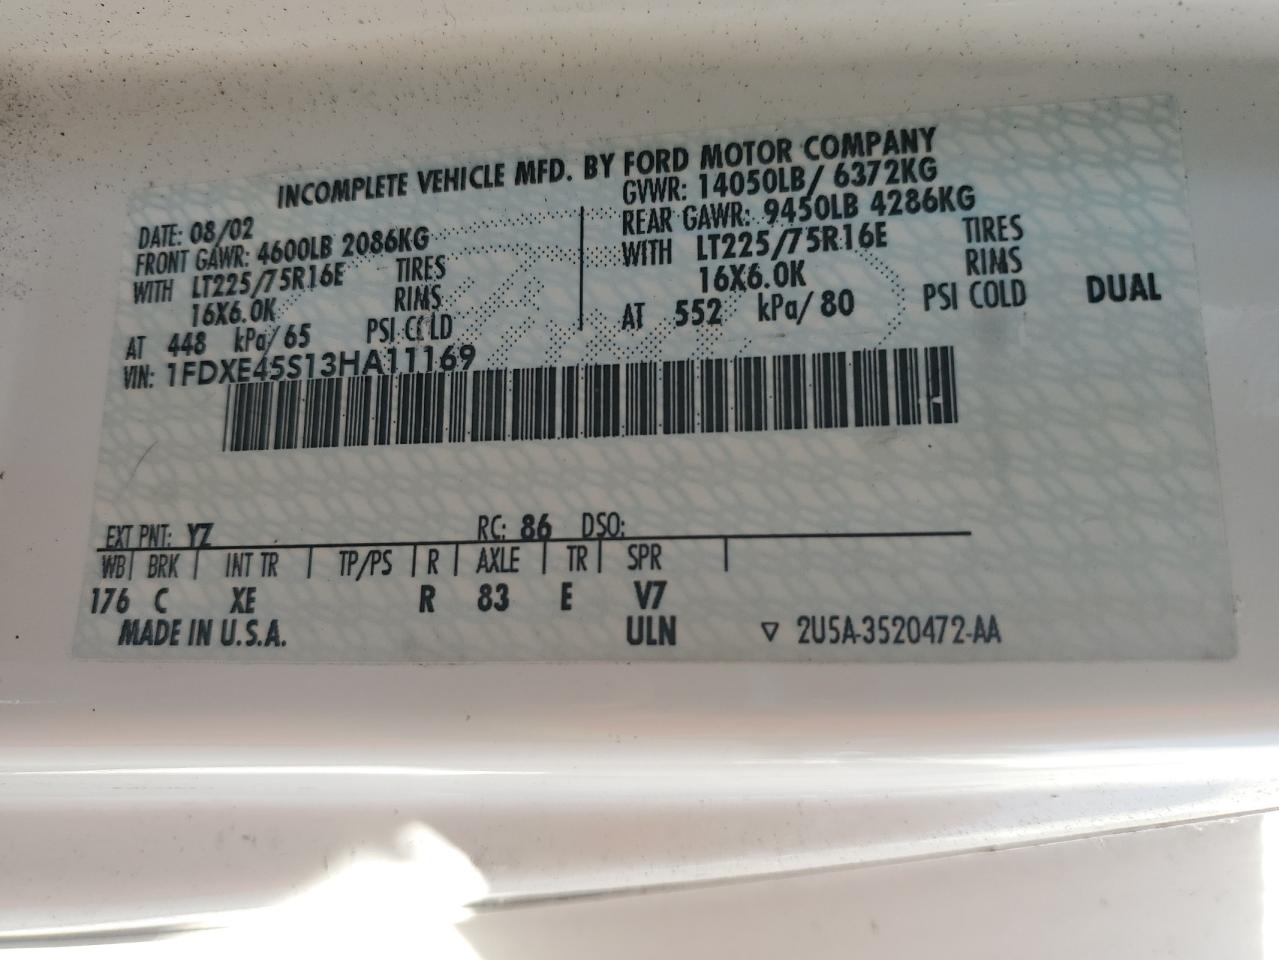 INCOMPLETE VEHICLE MFD. BY FORD MOTOR COMPANY
DATE: 08/02
GVWR: 14050LB/ 6372KG
FRONT GAWR: 4600LB 2086KG
REAR GAWR: 9450LB 4286KG
WITH LT225/75R16E TIRES
WITH LT225/75R16E TIRES
16X6.0K RIMS
16X6.0K RIMS
AT 448 kPa/ 65 PSI COLD
AT 552 kPa/ 80 PSI COLD DUAL
VIN: 1FDXE45S13HA11169
EXT PNT: YZ RC: 86 DSO:
WB BRK INT TR TP/PS R AXLE TR SPR
176 C XE R 83 E V7
MADE IN U.S.A. ULN ▽ 2U5A-3520472-AA